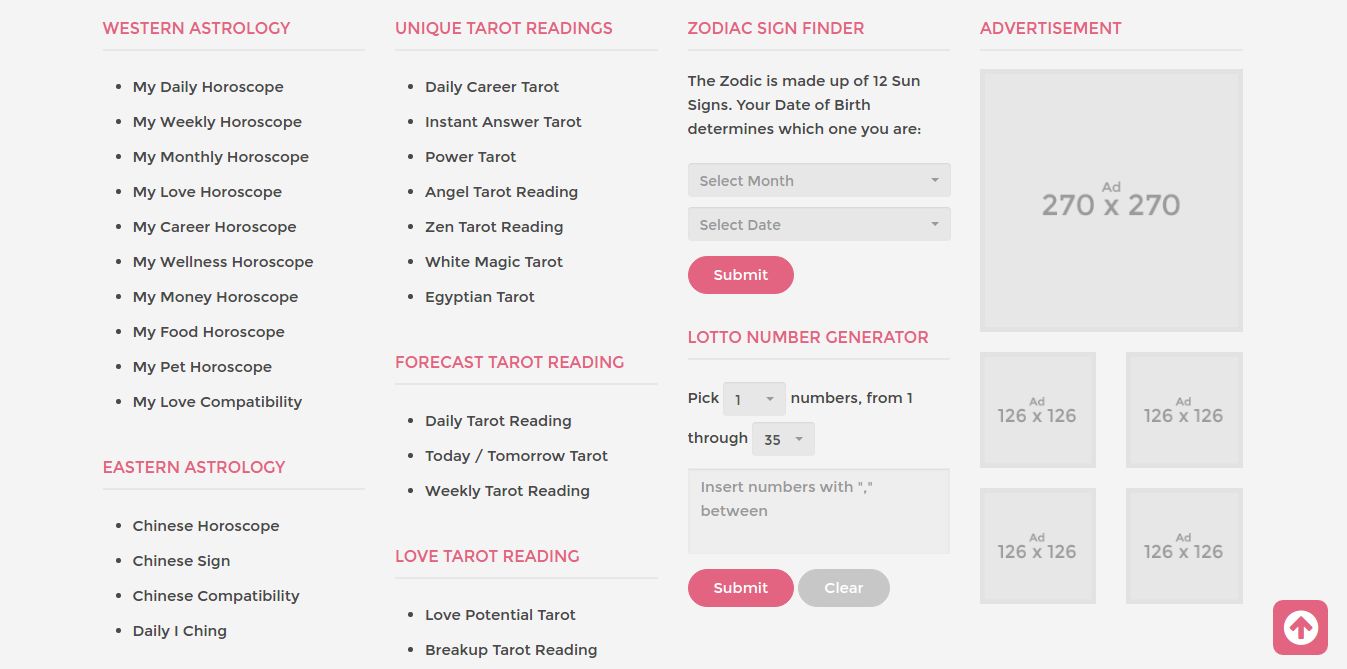 WESTERN ASTROLOGY
My Daily Horoscope
My Weekly Horoscope
My Monthly Horoscope
My Love Horoscope
My Career Horoscope
My Wellness Horoscope
My Money Horoscope
My Food Horoscope
My Pet Horoscope
My Love Compatibility
EASTERN ASTROLOGY
Chinese Horoscope
Chinese Sign
Chinese Compatibility
Daily I Ching
UNIQUE TAROT READINGS
Daily Career Tarot
Instant Answer Tarot
Power Tarot
Angel Tarot Reading
Zen Tarot Reading
White Magic Tarot
Egyptian Tarot
FORECAST TAROT READING
Daily Tarot Reading
Today / Tomorrow Tarot
Weekly Tarot Reading
LOVE TAROT READING
Love Potential Tarot
Breakup Tarot Reading
ZODIAC SIGN FINDER
The Zodic is made up of 12 Sun
Signs. Your Date of Birth
determines which one you are:
Select Month
Select Date
Submit
LOTTO NUMBER GENERATOR
Pick 1 numbers, from 1
through 35
Insert numbers with ","
between
Submit Clear
ADVERTISEMENT
Ad
270 x 270
Ad
126 x 126
Ad
126 x 126
Ad
126 x 126
Ad
126 x 126